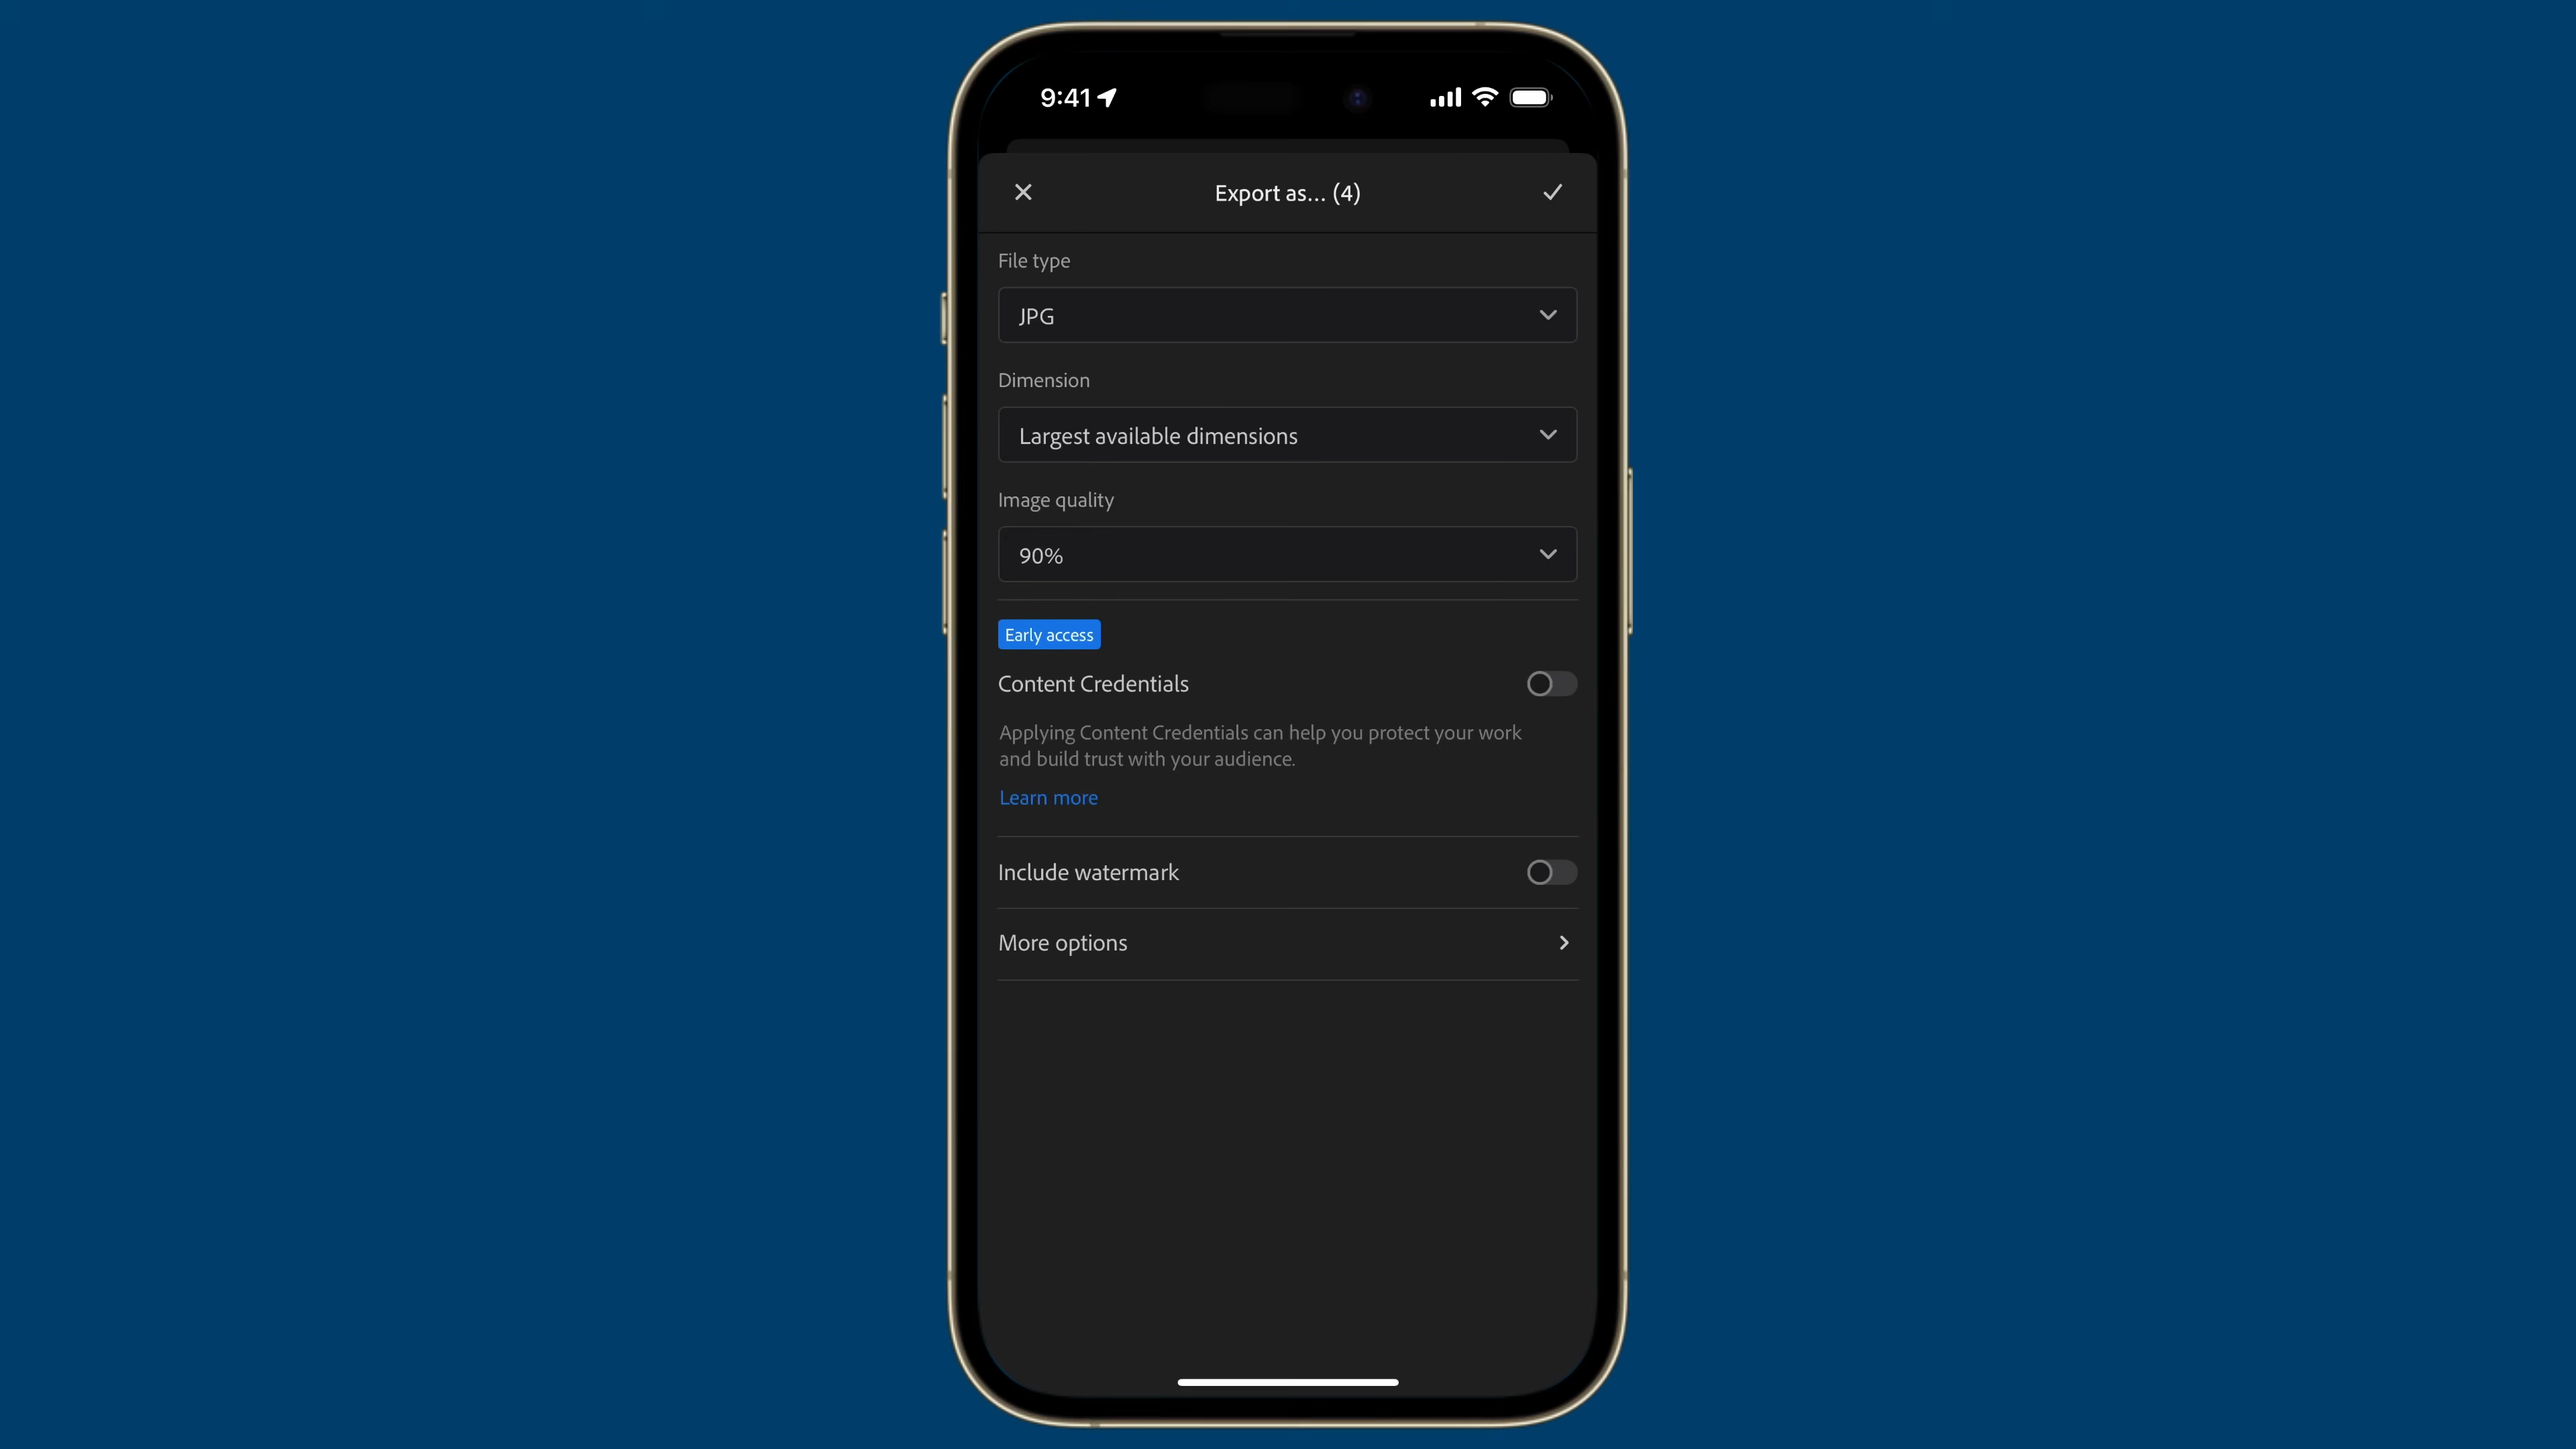 9:41
Export as... (4)
File type
JPG
Dimension
Largest available dimensions
Image quality
90%
Early access
Content Credentials
Applying Content Credentials can help you protect your work
and build trust with your audience.
Learn more
Include watermark
More options